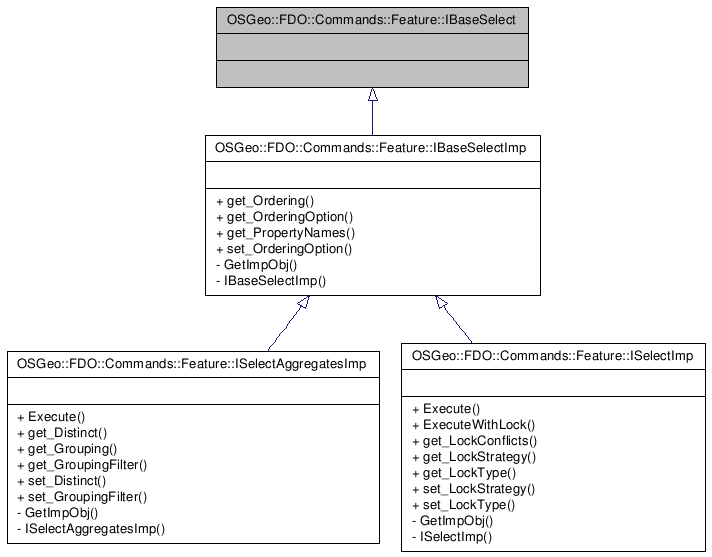 OSGeo::FDO::Commands::Feature::IBaseSelect
OSGeo::FDO::Commands::Feature::IBaseSelectImp
+ get_Ordering()
+ get_OrderingOption()
+ get_PropertyNames()
+ set_OrderingOption()
- GetImpObj()
- IBaseSelectImp()
OSGeo::FDO::Commands::Feature::ISelectAggregatesImp
+ Execute()
+ get_Distinct()
+ get_Grouping()
+ get_GroupingFilter()
+ set_Distinct()
+ set_GroupingFilter()
- GetImpObj()
- ISelectAggregatesImp()
OSGeo::FDO::Commands::Feature::ISelectImp
+ Execute()
+ ExecuteWithLock()
+ get_LockConflicts()
+ get_LockStrategy()
+ get_LockType()
+ set_LockStrategy()
+ set_LockType()
- GetImpObj()
- ISelectImp()